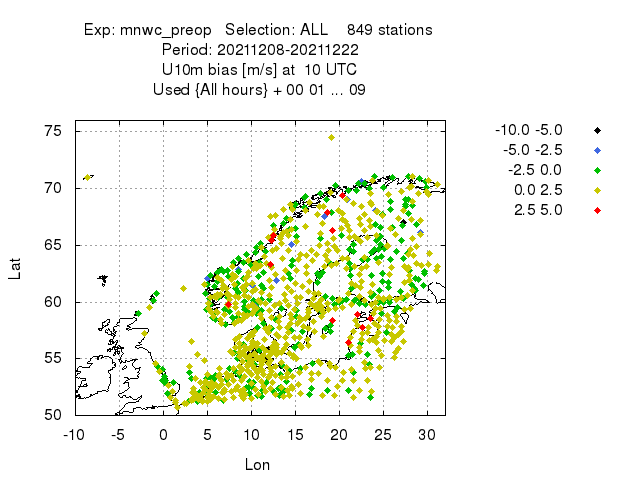 Exp: mnwc_preop Selection: ALL 849 stations
Period: 20211208-20211222
U10m bias [m/s] at 10 UTC
Used {All hours} + 00 01 ... 09
-10.0 -5.0
-5.0 -2.5
-2.5 0.0
0.0 2.5
2.5 5.0
75
70
65
60
55
50
Lat
-10 -5 0 5 10 15 20 25 30
Lon